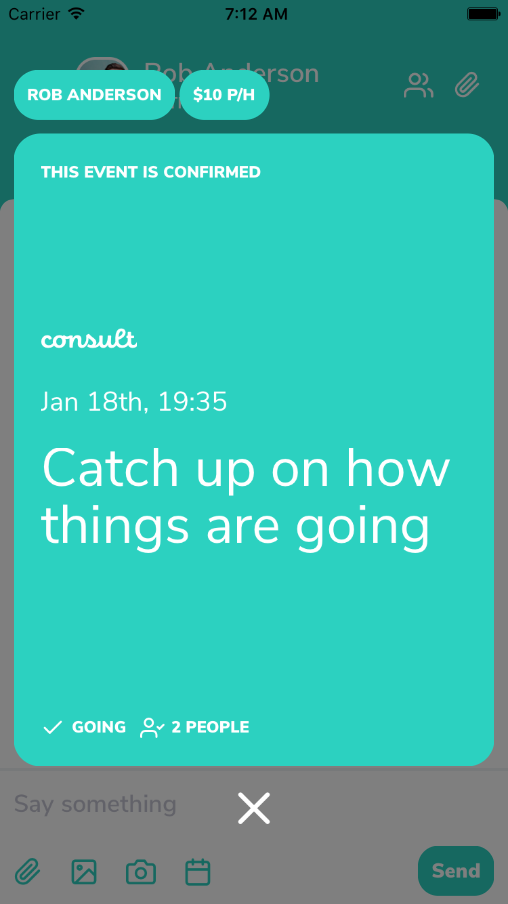 Carrier 7:12 AM
Rob Anderson
ROB ANDERSON $10 P/H
THIS EVENT IS CONFIRMED
consult
Jan 18th, 19:35
Catch up on how
things are going
GOING 2 PEOPLE
Say something
Send